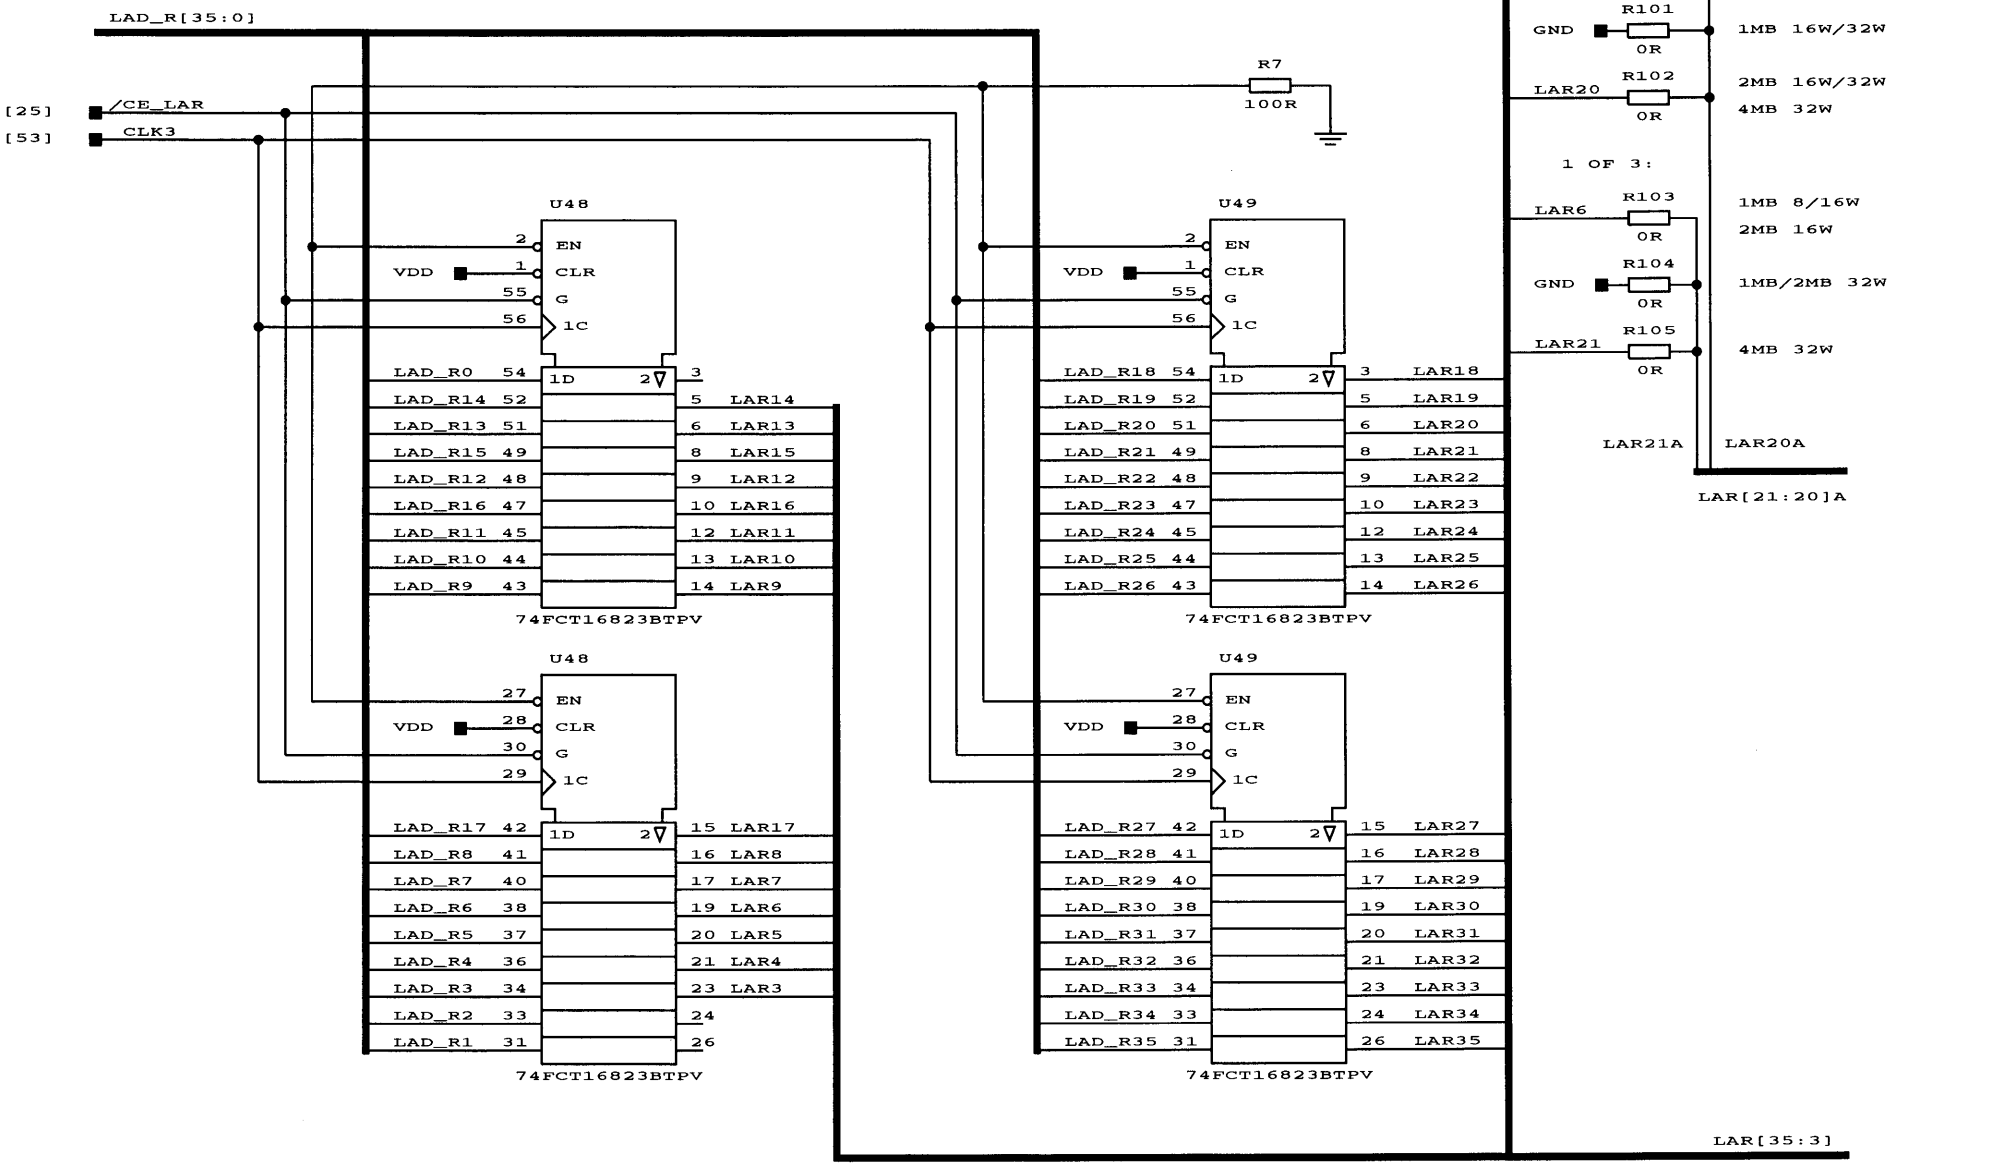 LAD_R[35:0]
[25] /CE_LAR
[53] CLK3
R7
100R
U48
2 EN
VDD 1 CLR
55 G
56 1C
LAD_R0 54 1D 2 3
LAD_R14 52 5 LAR14
LAD_R13 51 6 LAR13
LAD_R15 49 8 LAR15
LAD_R12 48 9 LAR12
LAD_R16 47 10 LAR16
LAD_R11 45 12 LAR11
LAD_R10 44 13 LAR10
LAD_R9 43 14 LAR9
74FCT16823BTPV
U48
27 EN
VDD 28 CLR
30 G
29 1C
LAD_R17 42 1D 2 15 LAR17
LAD_R8 41 16 LAR8
LAD_R7 40 17 LAR7
LAD_R6 38 19 LAR6
LAD_R5 37 20 LAR5
LAD_R4 36 21 LAR4
LAD_R3 34 23 LAR3
LAD_R2 33 24
LAD_R1 31 26
74FCT16823BTPV
U49
2 EN
VDD 1 CLR
55 G
56 1C
LAD_R18 54 1D 2 3 LAR18
LAD_R19 52 5 LAR19
LAD_R20 51 6 LAR20
LAD_R21 49 8 LAR21
LAD_R22 48 9 LAR22
LAD_R23 47 10 LAR23
LAD_R24 45 12 LAR24
LAD_R25 44 13 LAR25
LAD_R26 43 14 LAR26
74FCT16823BTPV
U49
27 EN
VDD 28 CLR
30 G
29 1C
LAD_R27 42 1D 2 15 LAR27
LAD_R28 41 16 LAR28
LAD_R29 40 17 LAR29
LAD_R30 38 19 LAR30
LAD_R31 37 20 LAR31
LAD_R32 36 21 LAR32
LAD_R33 34 23 LAR33
LAD_R34 33 24 LAR34
LAD_R35 31 26 LAR35
74FCT16823BTPV
R101
GND 1MB 16W/32W
0R
R102
LAR20 2MB 16W/32W
0R 4MB 32W
1 OF 3:
R103
LAR6 1MB 8/16W
0R 2MB 16W
R104
GND 1MB/2MB 32W
0R
R105
LAR21 4MB 32W
0R
LAR21A LAR20A
LAR[21:20]A
LAR[35:3]